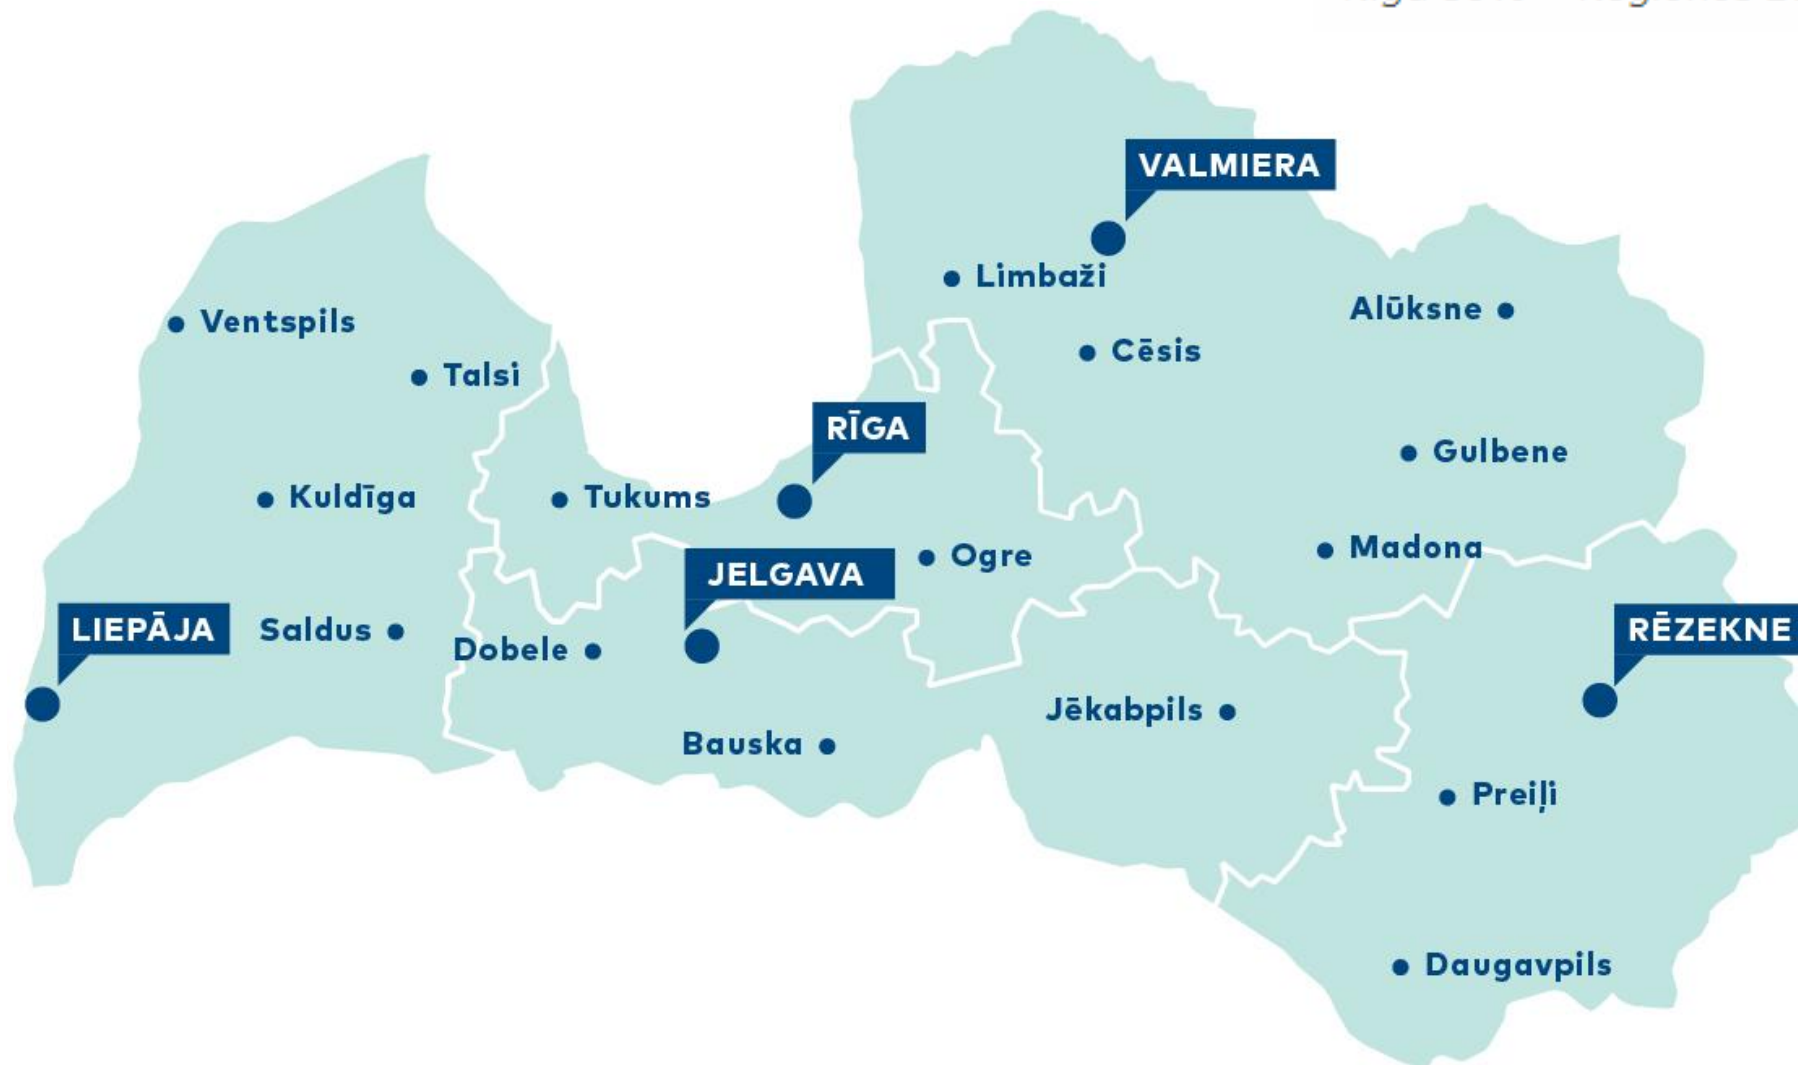 VALMIERA
Limbaži
Alūksne
Ventspils
Cēsis
Talsi
RĪGA
Gulbene
Kuldīga
Tukums
Madona
Ogre
JELGAVA
LIEPĀJA
Saldus
RĒZEKNE
Dobele
Jēkabpils
Bauska
Preiļi
Daugavpils